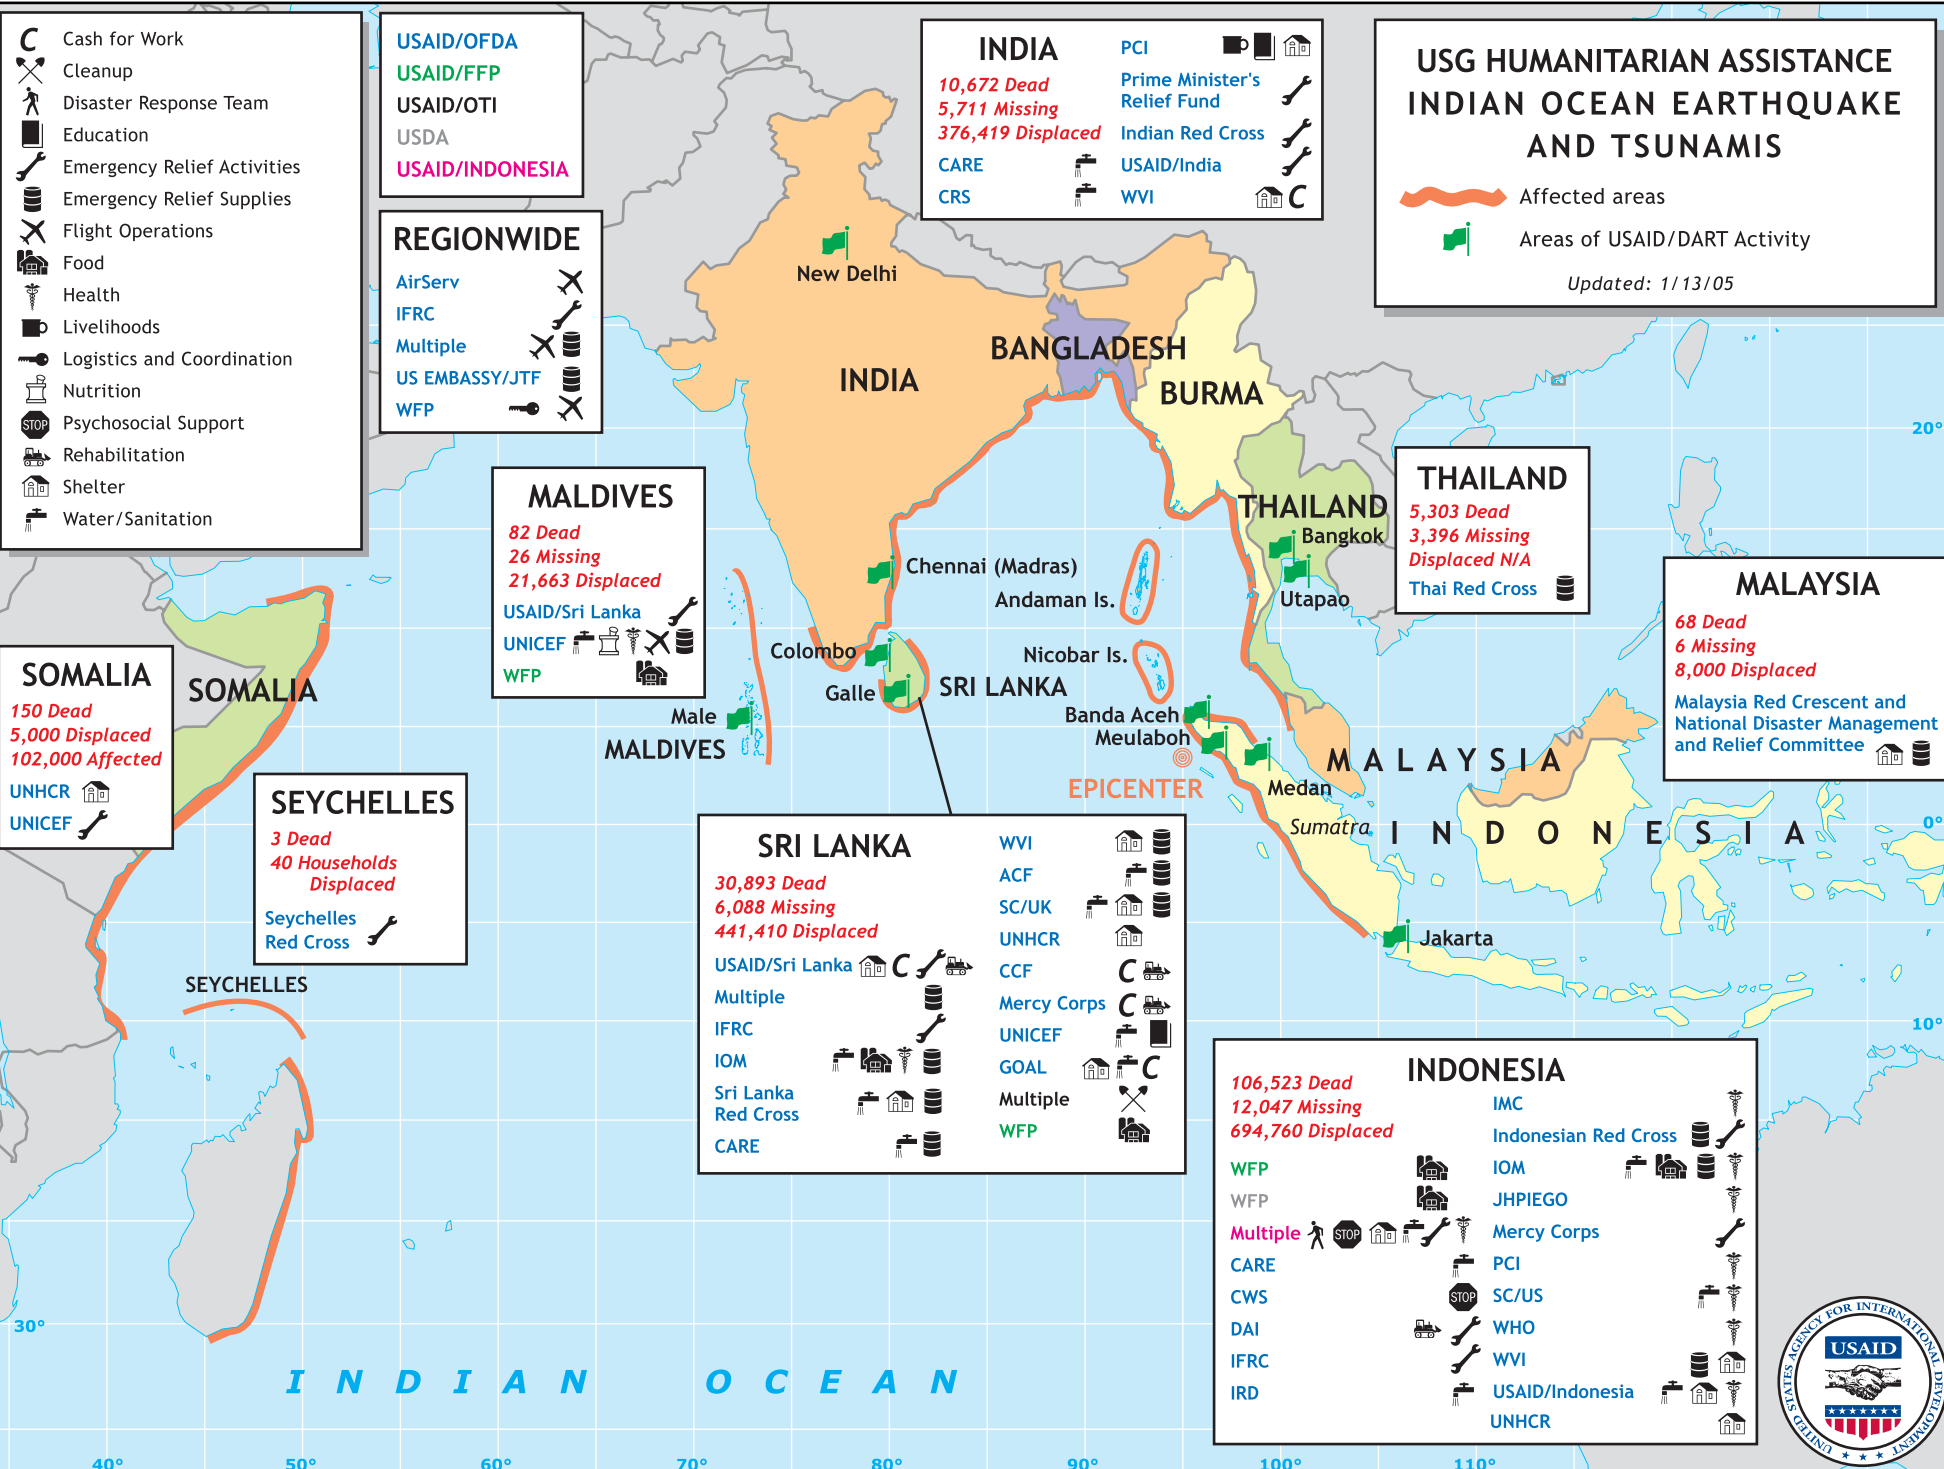 Cash for Work
Cleanup
Disaster Response Team
Education
Emergency Relief Activities
Emergency Relief Supplies
Flight Operations
Food
Health
Livelihoods
Logistics and Coordination
Nutrition
STOP Psychosocial Support
Rehabilitation
Shelter
Water/Sanitation
USAID/OFDA
USAID/FFP
USAID/OTI
USDA
USAID/INDONESIA
REGIONWIDE
AirServ
IFRC
Multiple
US EMBASSY/JTF
WFP
INDIA
10,672 Dead
5,711 Missing
376,419 Displaced
CARE
CRS
PCI
Prime Minister's
Relief Fund
Indian Red Cross
USAID/India
WVI
USG HUMANITARIAN ASSISTANCE
INDIAN OCEAN EARTHQUAKE
AND TSUNAMIS
Affected areas
Areas of USAID/DART Activity
Updated: 1/13/05
New Delhi
INDIA
BANGLADESH
BURMA
THAILAND
Bangkok
Utapao
Chennai (Madras)
Andaman Is.
Nicobar Is.
Colombo
Galle
SRI LANKA
Male
MALDIVES
Banda Aceh
Meulaboh
EPICENTER
Medan
Sumatra
MALAYSIA
INDONESIA
Jakarta
SOMALIA
SEYCHELLES
MALDIVES
82 Dead
26 Missing
21,663 Displaced
USAID/Sri Lanka
UNICEF
WFP
THAILAND
5,303 Dead
3,396 Missing
Displaced N/A
Thai Red Cross
MALAYSIA
68 Dead
6 Missing
8,000 Displaced
Malaysia Red Crescent and
National Disaster Management
and Relief Committee
SOMALIA
150 Dead
5,000 Displaced
102,000 Affected
UNHCR
UNICEF
SEYCHELLES
3 Dead
40 Households
Displaced
Seychelles
Red Cross
SRI LANKA
30,893 Dead
6,088 Missing
441,410 Displaced
USAID/Sri Lanka
Multiple
IFRC
IOM
Sri Lanka
Red Cross
CARE
WVI
ACF
SC/UK
UNHCR
CCF
Mercy Corps
UNICEF
GOAL
Multiple
WFP
INDONESIA
106,523 Dead
12,047 Missing
694,760 Displaced
WFP
WFP
Multiple STOP
CARE
CWS STOP
DAI
IFRC
IRD
IMC
Indonesian Red Cross
IOM
JHPIEGO
Mercy Corps
PCI
SC/US
WHO
WVI
USAID/Indonesia
UNHCR
INDIAN OCEAN
20°
0°
10°
30°
40°
50°
60°
70°
80°
90°
100°
110°
UNITED STATES AGENCY FOR INTERNATIONAL DEVELOPMENT
USAID